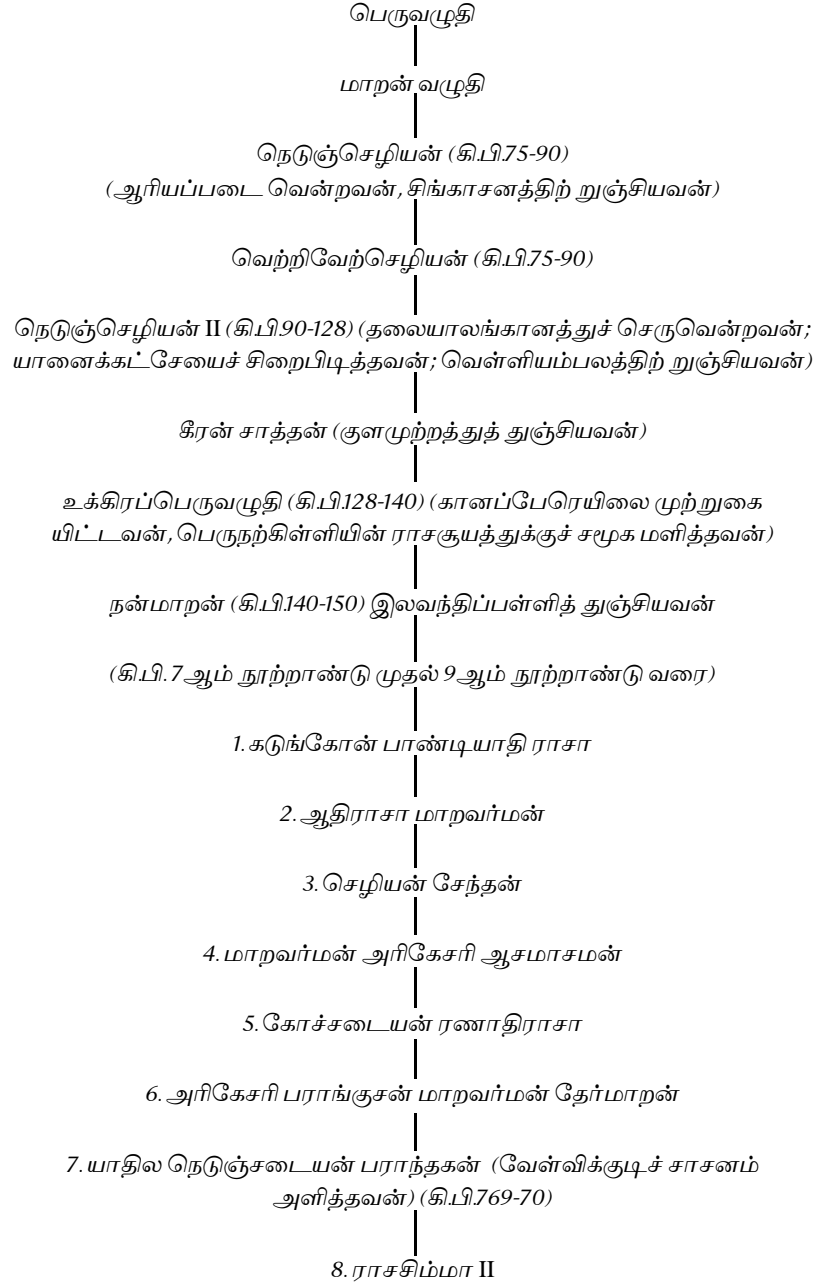 பெருவழுதி
மாறன் வழுதி
நெடுஞ்செழியன் (கி.பி.75-90)
(ஆரியப்படை வென்றவன், சிங்காசனத்திற் றுஞ்சியவன்)
வெற்றிவேற்செழியன் (கி.பி.75-90)
நெடுஞ்செழியன் II (கி.பி.90-128) (தலையாலங்கானத்துச் செருவென்றவன்;
யானைக்கட்சேயைச் சிறைபிடித்தவன்; வெள்ளியம்பலத்திற் றுஞ்சியவன்)
கீரன் சாத்தன் (குளமுற்றத்துத் துஞ்சியவன்)
உக்கிரப்பெருவழுதி (கி.பி.128-140) (கானப்பேரெயிலை முற்றுகை
யிட்டவன், பெருநற்கிள்ளியின் ராசசூயத்துக்குச் சமூக மளித்தவன்)
நன்மாறன் (கி.பி.140-150) இலவந்திப்பள்ளித் துஞ்சியவன்
(கி.பி. 7ஆம் நூற்றாண்டு முதல் 9ஆம் நூற்றாண்டு வரை)
1. கடுங்கோன் பாண்டியாதி ராசா
2. ஆதிராசா மாறவர்மன்
3. செழியன் சேந்தன்
4. மாறவர்மன் அரிகேசரி ஆசமாசமன்
5. கோச்சடையன் ரணாதிராசா
6. அரிகேசரி பராங்குசன் மாறவர்மன் தேர்மாறன்
7. யாதில நெடுஞ்சடையன் பராந்தகன் (வேள்விக்குடிச் சாசனம்
அளித்தவன்) (கி.பி.769-70)
8. ராசசிம்மா II